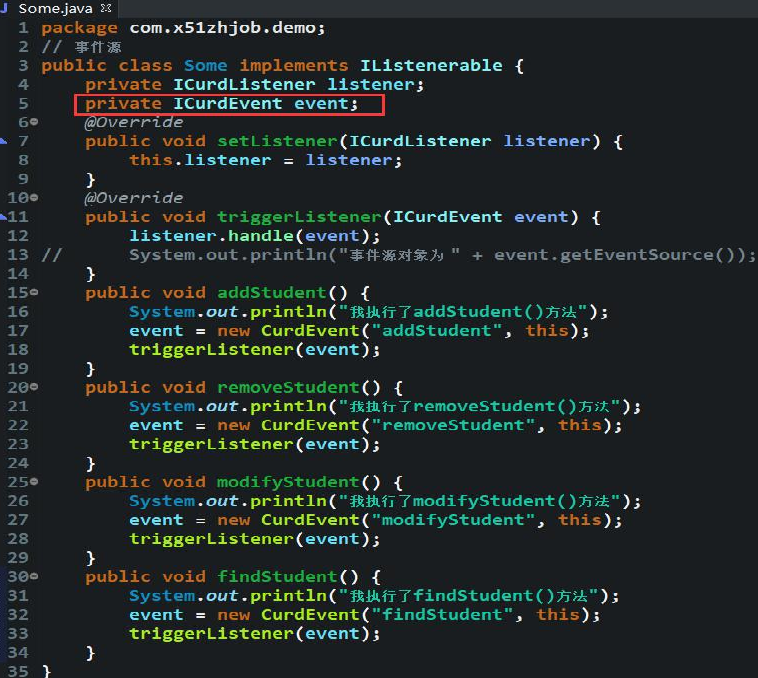 Some.java
1 package com.x51zhjob.demo;
2 // 事件源
3 public class Some implements IListenerable {
4     private ICurdListener listener;
5     private ICurdEvent event;
6     @Override
7     public void setListener(ICurdListener listener) {
8         this.listener = listener;
9     }
10     @Override
11     public void triggerListener(ICurdEvent event) {
12         listener.handle(event);
13 //      System.out.println("事件源对象为 " + event.getEventSource());
14     }
15     public void addStudent() {
16         System.out.println("我执行了addStudent()方法");
17         event = new CurdEvent("addStudent", this);
18         triggerListener(event);
19     }
20     public void removeStudent() {
21         System.out.println("我执行了removeStudent()方法");
22         event = new CurdEvent("removeStudent", this);
23         triggerListener(event);
24     }
25     public void modifyStudent() {
26         System.out.println("我执行了modifyStudent()方法");
27         event = new CurdEvent("modifyStudent", this);
28         triggerListener(event);
29     }
30     public void findStudent() {
31         System.out.println("我执行了findStudent()方法");
32         event = new CurdEvent("findStudent", this);
33         triggerListener(event);
34     }
35 }